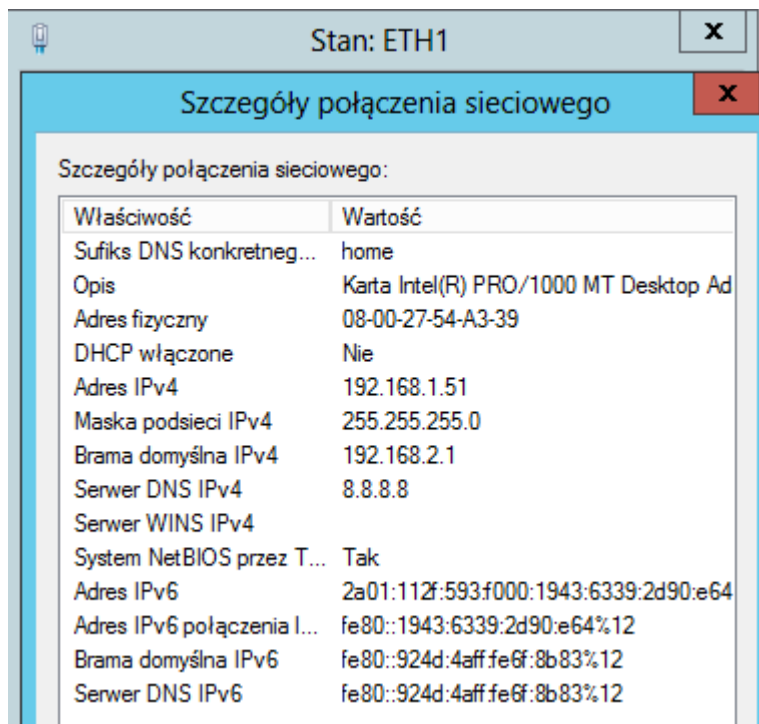 Stan: ETH1
x
Szczegóły połączenia sieciowego
x
Szczegóły połączenia sieciowego:
Właściwość Wartość
Sufiks DNS konkretneg... home
Opis Karta Intel(R) PRO/1000 MT Desktop Ad
Adres fizyczny 08-00-27-54-A3-39
DHCP włączone Nie
Adres IPv4 192.168.1.51
Maska podsieci IPv4 255.255.255.0
Brama domyślna IPv4 192.168.2.1
Serwer DNS IPv4 8.8.8.8
Serwer WINS IPv4
System NetBIOS przez T... Tak
Adres IPv6 2a01:112f:593:f000:1943:6339:2d90:e64
Adres IPv6 połączenia l... fe80::1943:6339:2d90:e64%12
Brama domyślna IPv6 fe80::924d:4aff:fe6f:8b83%12
Serwer DNS IPv6 fe80::924d:4aff:fe6f:8b83%12